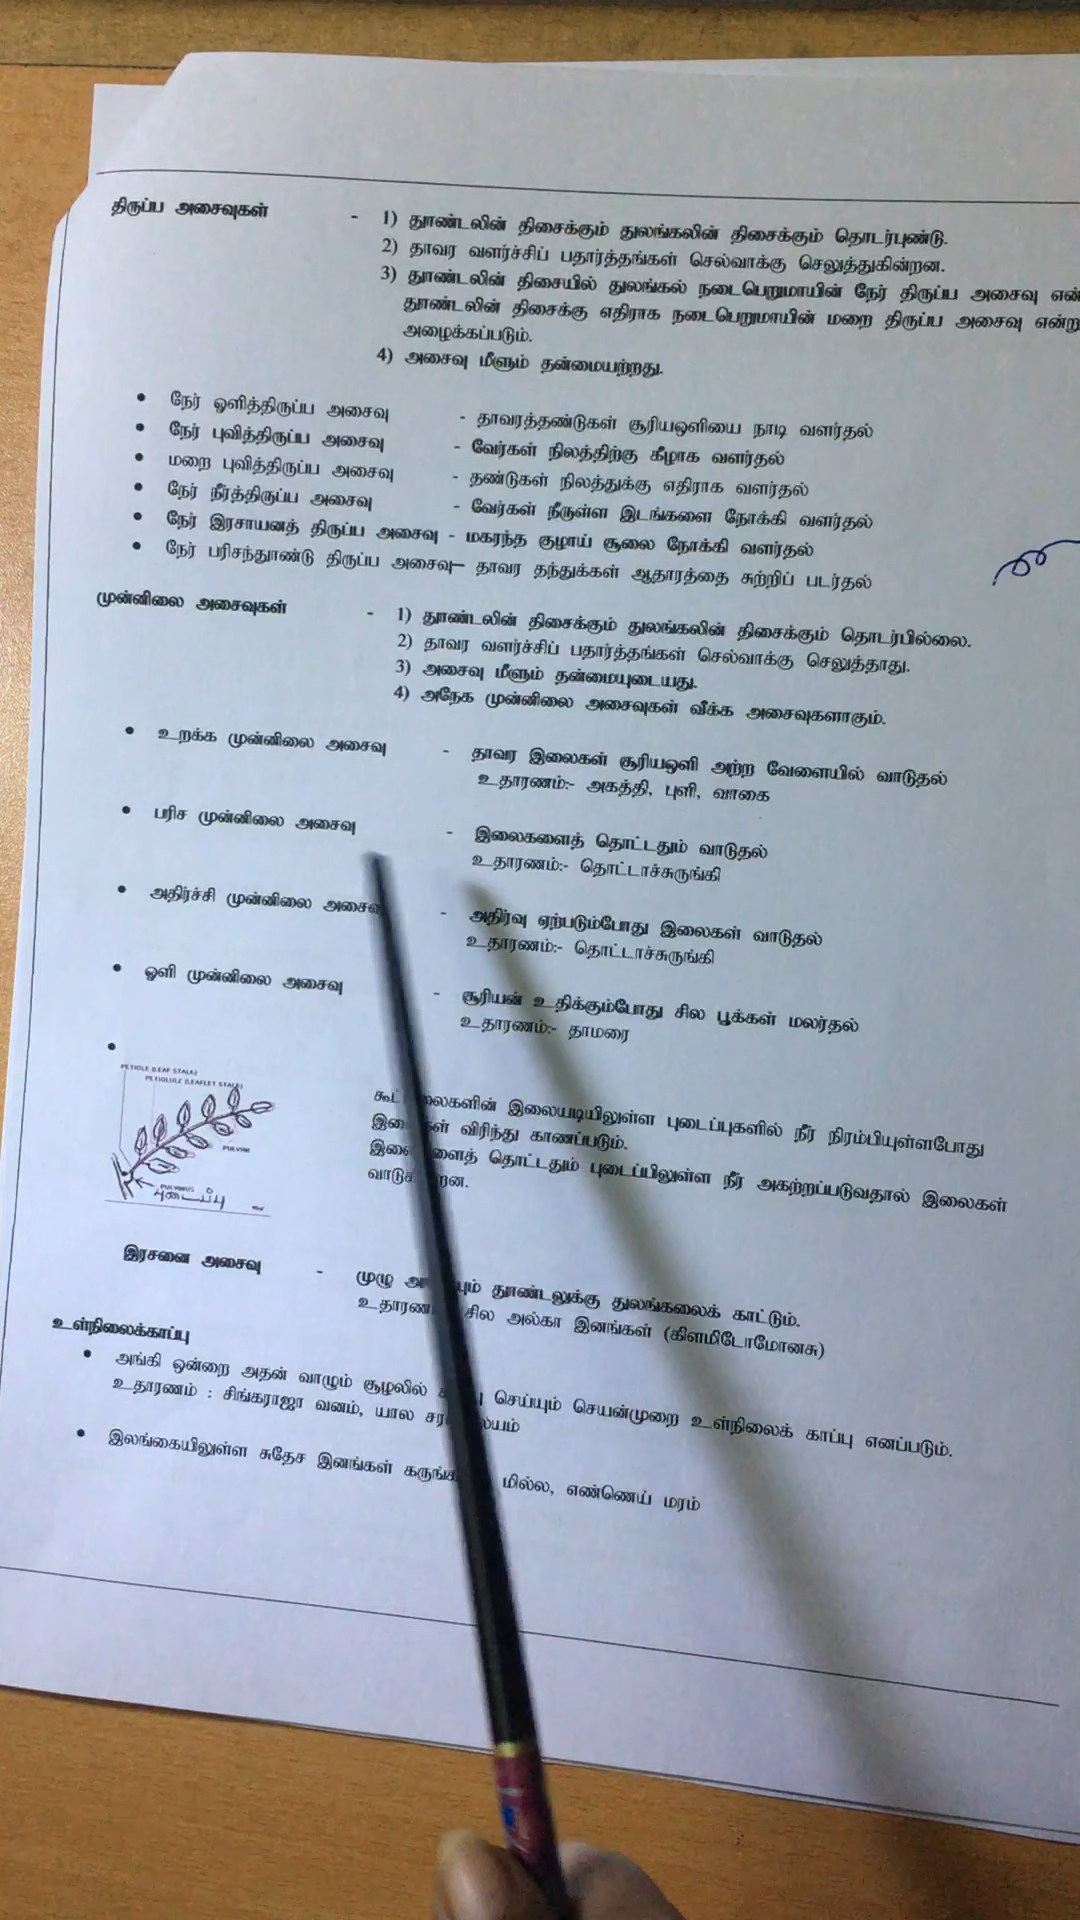 திருப்ப அசைவுகள் - 1) தூண்டலின் திசைக்கும் துலங்கலின் திசைக்கும் தொடர்புண்டு.
2) தாவர வளர்ச்சிப் பதார்த்தங்கள் செல்வாக்கு செலுத்துகின்றன.
3) தூண்டலின் திசையில் துலங்கல் நடைபெறுமாயின் நேர் திருப்ப அசைவு என்
தூண்டலின் திசைக்கு எதிராக நடைபெறுமாயின் மறை திருப்ப அசைவு என்று
அழைக்கப்படும்.
4) அசைவு மீளும் தன்மையற்றது.
• நேர் ஒளித்திருப்ப அசைவு - தாவரத்தண்டுகள் சூரியஒளியை நாடி வளர்தல்
• நேர் புவித்திருப்ப அசைவு - வேர்கள் நிலத்திற்கு கீழாக வளர்தல்
• மறை புவித்திருப்ப அசைவு - தண்டுகள் நிலத்துக்கு எதிராக வளர்தல்
• நேர் நீர்த்திருப்ப அசைவு - வேர்கள் நீருள்ள இடங்களை நோக்கி வளர்தல்
• நேர் இரசாயனத் திருப்ப அசைவு - மகரந்த குழாய் சூலை நோக்கி வளர்தல்
• நேர் பரிசத்தூண்டு திருப்ப அசைவு– தாவர தந்துக்கள் ஆதாரத்தை சுற்றிப் படர்தல்
முன்னிலை அசைவுகள் - 1) தூண்டலின் திசைக்கும் துலங்கலின் திசைக்கும் தொடர்பில்லை.
2) தாவர வளர்ச்சிப் பதார்த்தங்கள் செல்வாக்கு செலுத்தாது.
3) அசைவு மீளும் தன்மையுடையது.
4) அநேக முன்னிலை அசைவுகள் வீக்க அசைவுகளாகும்.
• உறக்க முன்னிலை அசைவு - தாவர இலைகள் சூரியஒளி அற்ற வேளையில் வாடுதல்
உதாரணம்:- அகத்தி, புளி, வாகை
• பரிச முன்னிலை அசைவு - இலைகளைத் தொட்டதும் வாடுதல்
உதாரணம்:- தொட்டாச்சுருங்கி
• அதிர்ச்சி முன்னிலை அசைவு - அதிர்வு ஏற்படும்போது இலைகள் வாடுதல்
உதாரணம்:- தொட்டாச்சுருங்கி
• ஒளி முன்னிலை அசைவு - சூரியன் உதிக்கும்போது சில பூக்கள் மலர்தல்
உதாரணம்:- தாமரை
PETIOLE (LEAF STALK)
PETIOLULE (LEAFLET STALK)
PULVINI
PULVINUS
புடைப்பு
இலையடியிலுள்ள புடைப்புகளில் நீர் நிரம்பியுள்ளபோது
விரிந்து காணப்படும்.
தொட்டதும் புடைப்பிலுள்ள நீர் அகற்றப்படுவதால் இலைகள்
இரசனை அசைவு - முழு தூண்டலுக்கு துலங்கலைக் காட்டும்.
சில அல்கா இனங்கள் (கிளமிடோமோனசு)
உள்நிலைக்காப்பு
• அங்கி ஒன்றை அதன் வாழும் சூழலில் செய்யும் செயன்முறை உள்நிலைக் காப்பு எனப்படும்.
உதாரணம் : சிங்கராஜா வனம், யால
• இலங்கையிலுள்ள சுதேச இனங்கள் மில்ல, எண்ணெய் மரம்